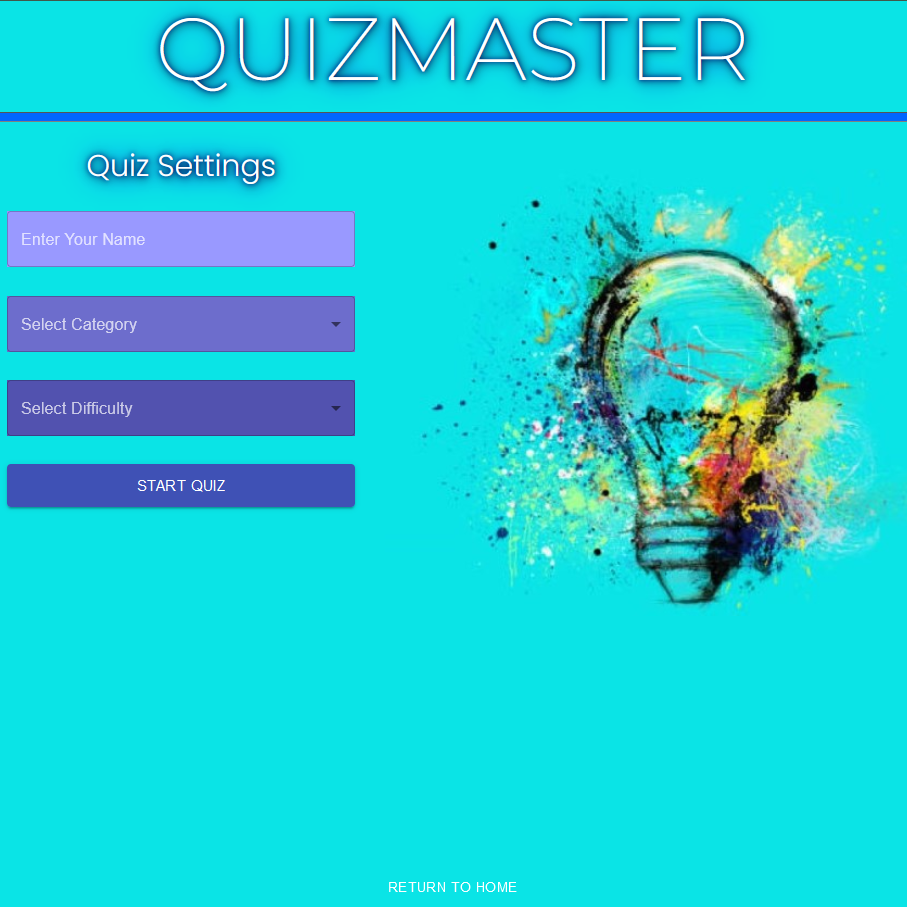 QUIZMASTER
Quiz Settings
Enter Your Name
Select Category
Select Difficulty
START QUIZ
RETURN TO HOME